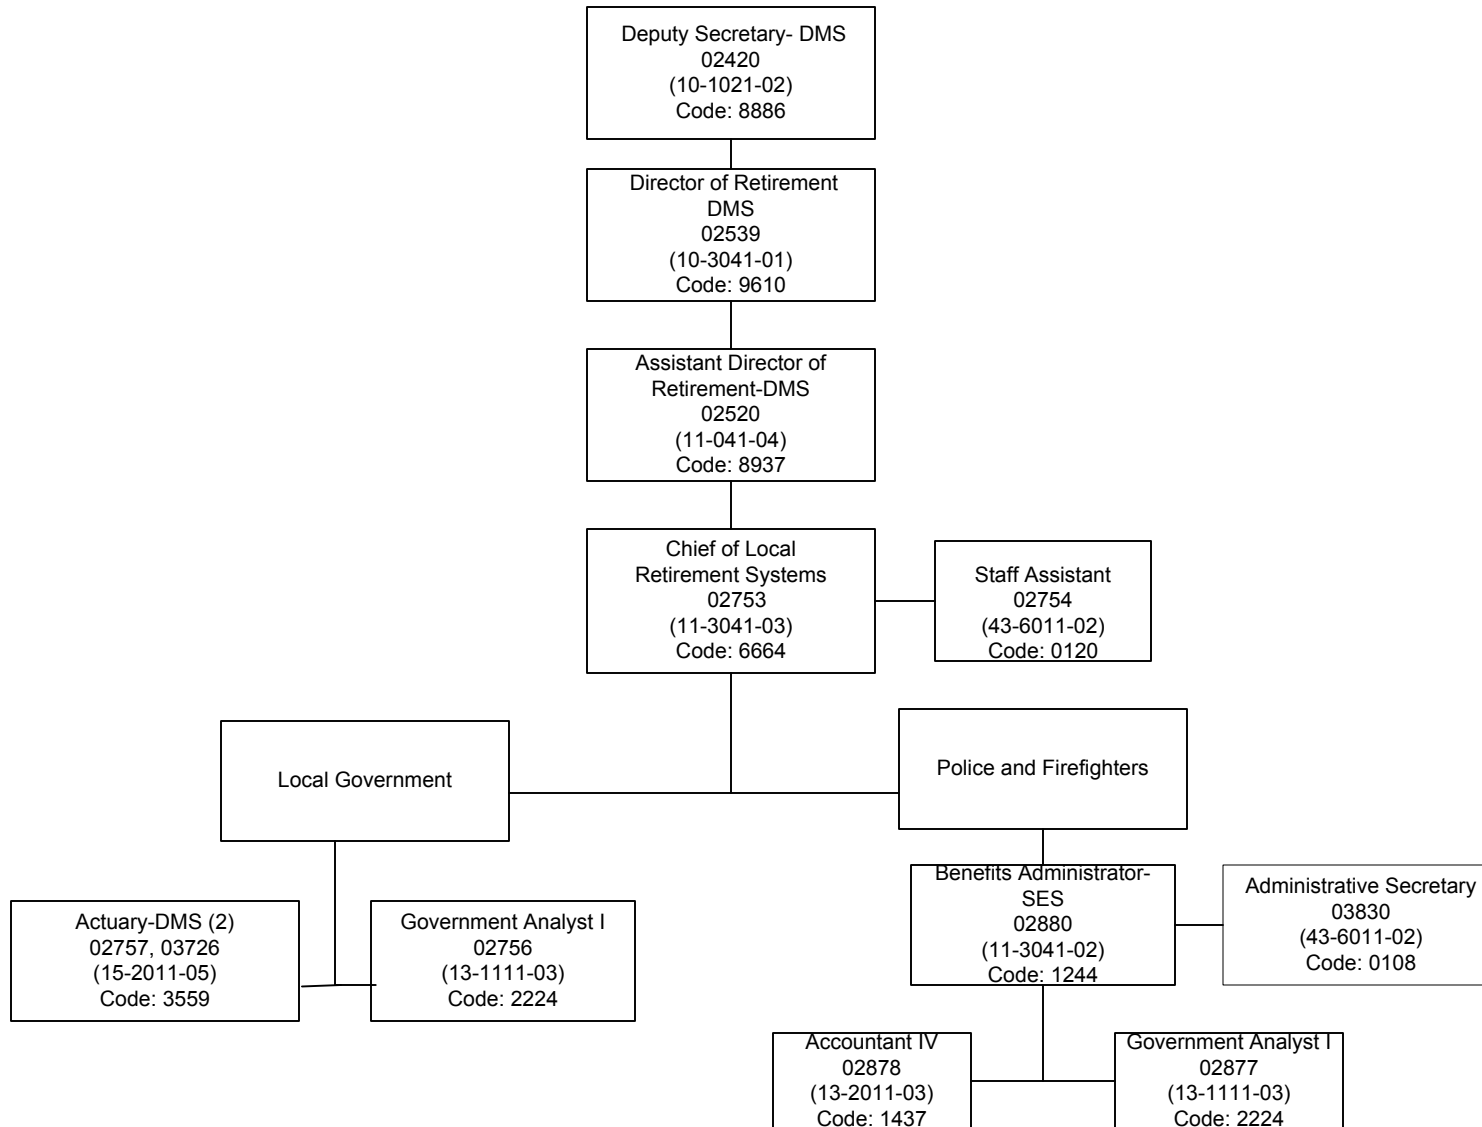 Deputy Secretary- DMS
02420
(10-1021-02)
Code: 8886
Director of Retirement
DMS
02539
(10-3041-01)
Code: 9610
Assistant Director of
Retirement-DMS
02520
(11-041-04)
Code: 8937
Chief of Local
Retirement Systems
02753
(11-3041-03)
Code: 6664
Staff Assistant
02754
(43-6011-02)
Code: 0120
Local Government
Police and Firefighters
Actuary-DMS (2)
02757, 03726
(15-2011-05)
Code: 3559
Government Analyst I
02756
(13-1111-03)
Code: 2224
Benefits Administrator-
SES
02880
(11-3041-02)
Code: 1244
Administrative Secretary
03830
(43-6011-02)
Code: 0108
Accountant IV
02878
(13-2011-03)
Code: 1437
Government Analyst I
02877
(13-1111-03)
Code: 2224